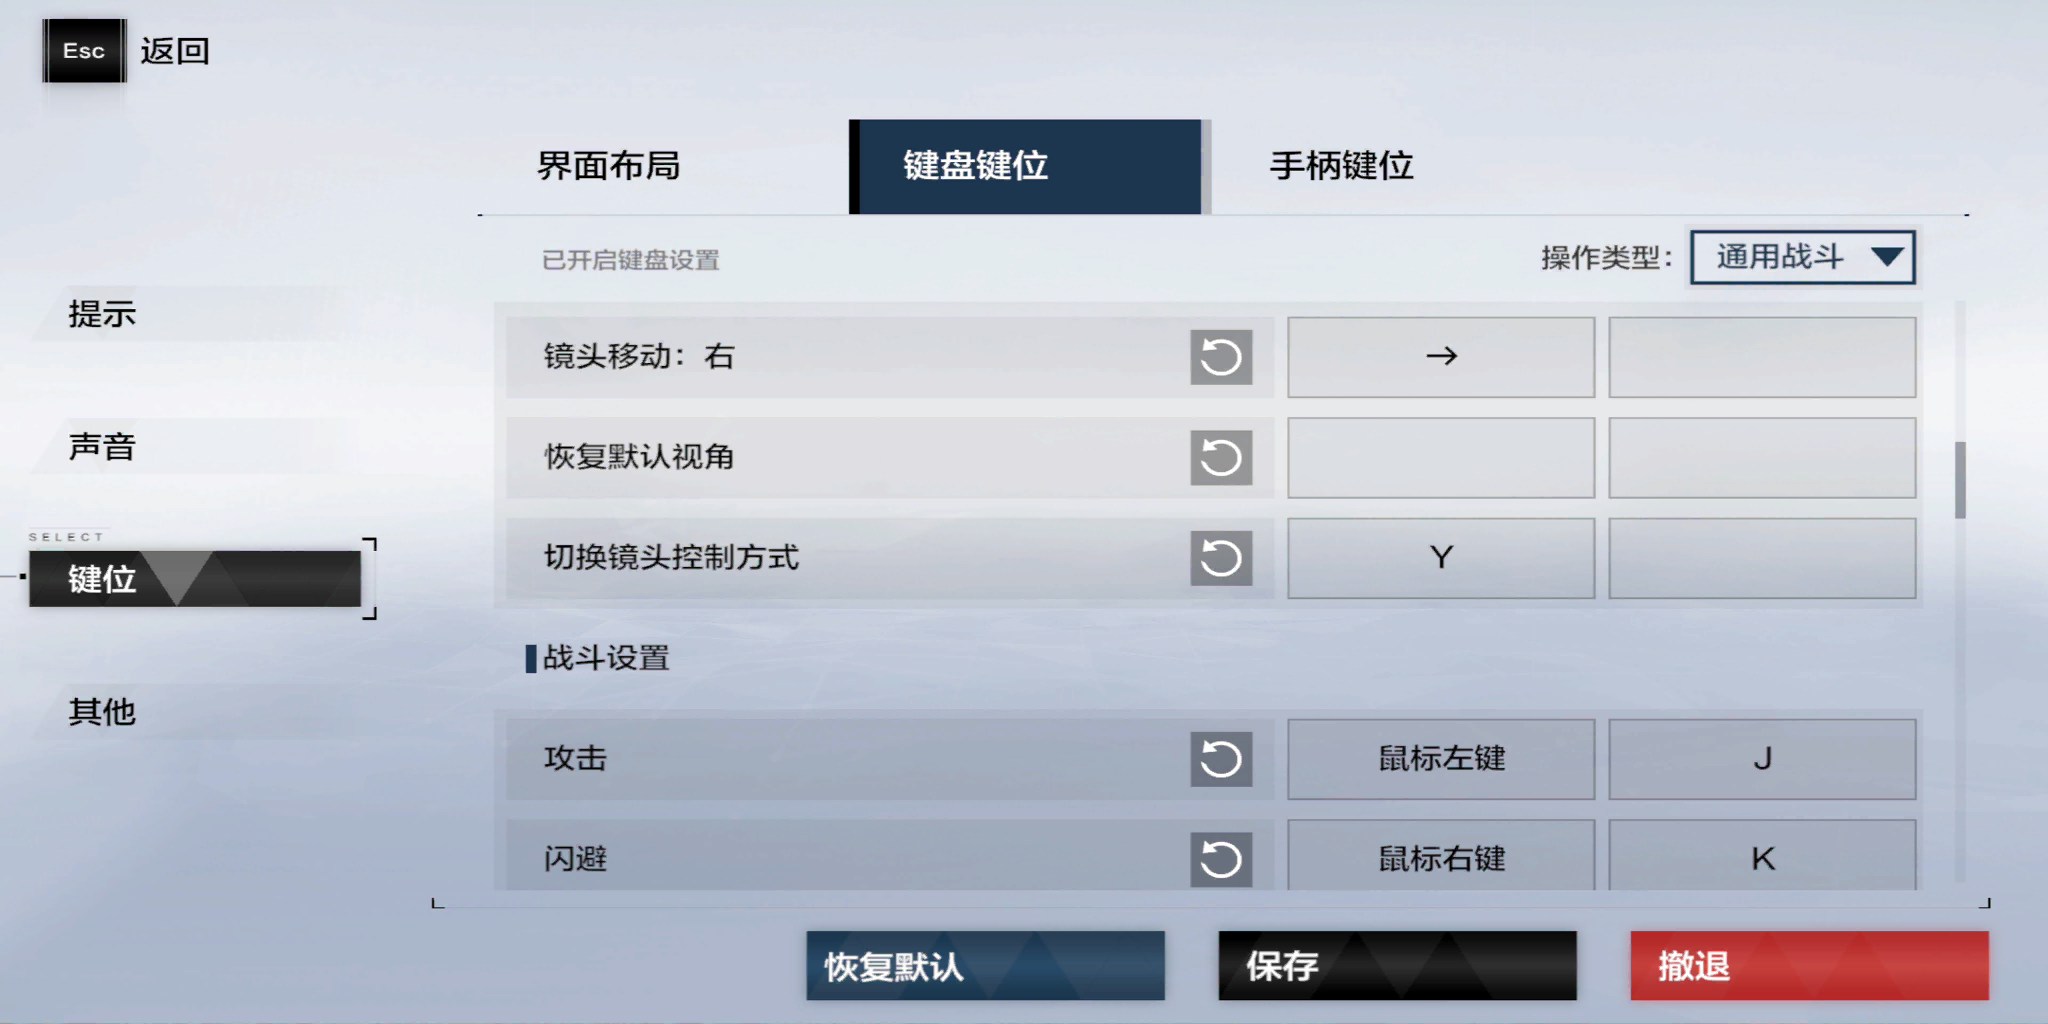 Esc 返回
界面布局 键盘键位 手柄键位
已开启键盘设置 操作类型： 通用战斗
提示
声音
SELECT
键位
其他
镜头移动：右 →
恢复默认视角
切换镜头控制方式 Y
战斗设置
攻击 鼠标左键 J
闪避 鼠标右键 K
恢复默认 保存 撤退